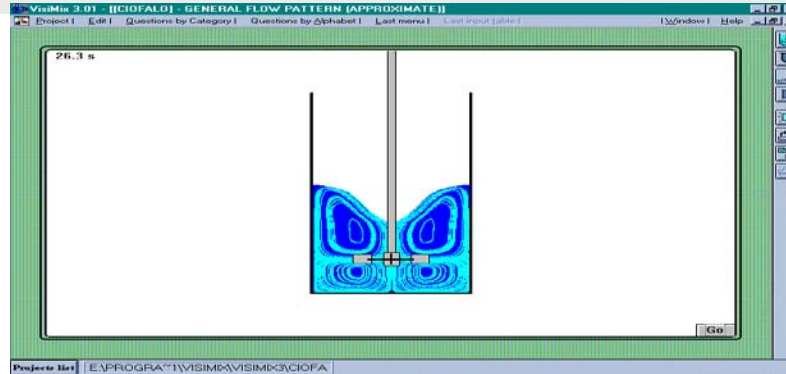 VisiMix 3.01 - [[CIOFALO] - GENERAL FLOW PATTERN (APPROXIMATE)]
Project | Edit | Questions by Category | Questions by Alphabet | Last menu | Last input table | | Window | Help
26.3 s
Go
Projects list E:\PROGRA~1\VISIMIX\VISIMIX3\CIOFA